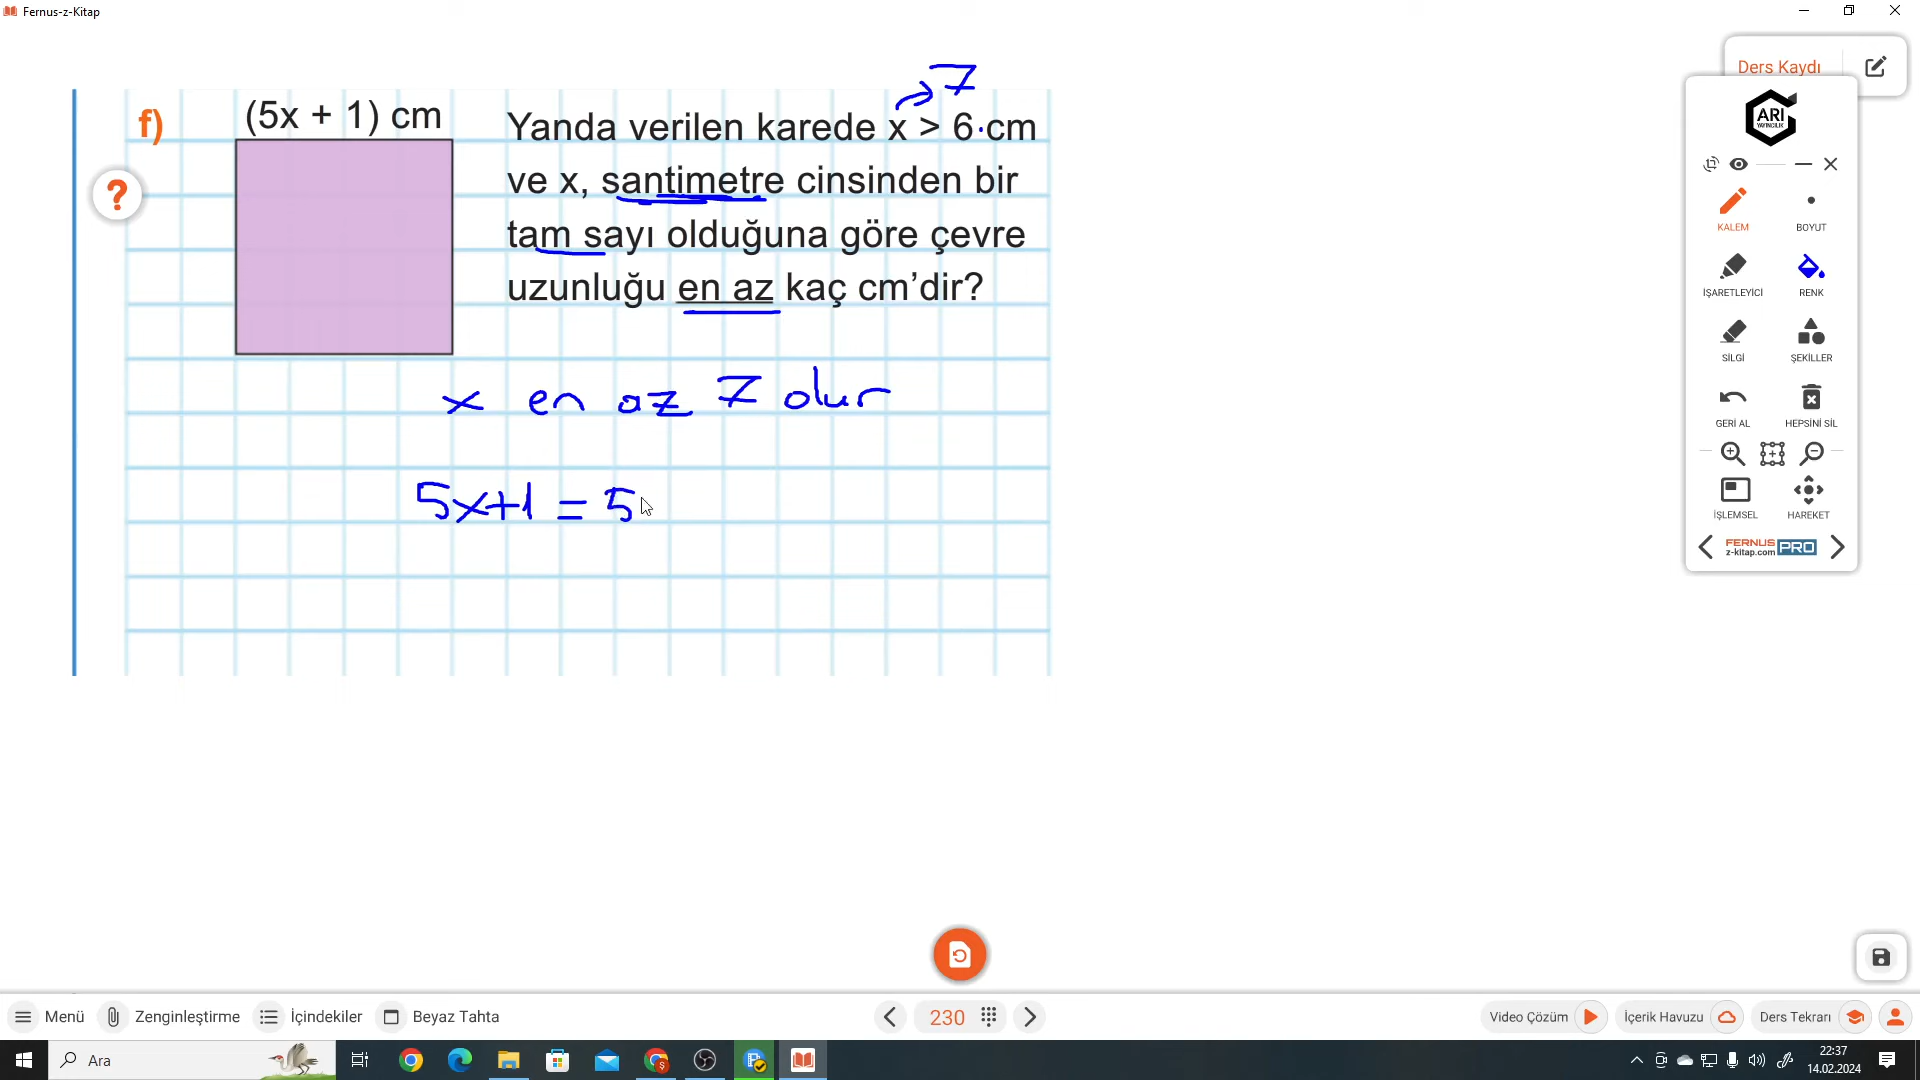 Fernus-z-Kitap
Ders Kaydı
7
f)
(5x + 1) cm
Yanda verilen karede x > 6 cm
ve x, santimetre cinsinden bir
tam sayı olduğuna göre çevre
uzunluğu en az kaç cm’dir?
?
x en az 7 olur
5x+1 = 5
ARI
YAYINCILIK
KALEM
BOYUT
İŞARETLEYİCİ
RENK
SİLGİ
ŞEKİLLER
GERİ AL
HEPSİNİ SİL
İŞLEMSEL
HAREKET
FERNUS
z-kitap.com
PRO
Menü
Zenginleştirme
İçindekiler
Beyaz Tahta
230
Video Çözüm
İçerik Havuzu
Ders Tekrarı
Ara
22:37
14.02.2024